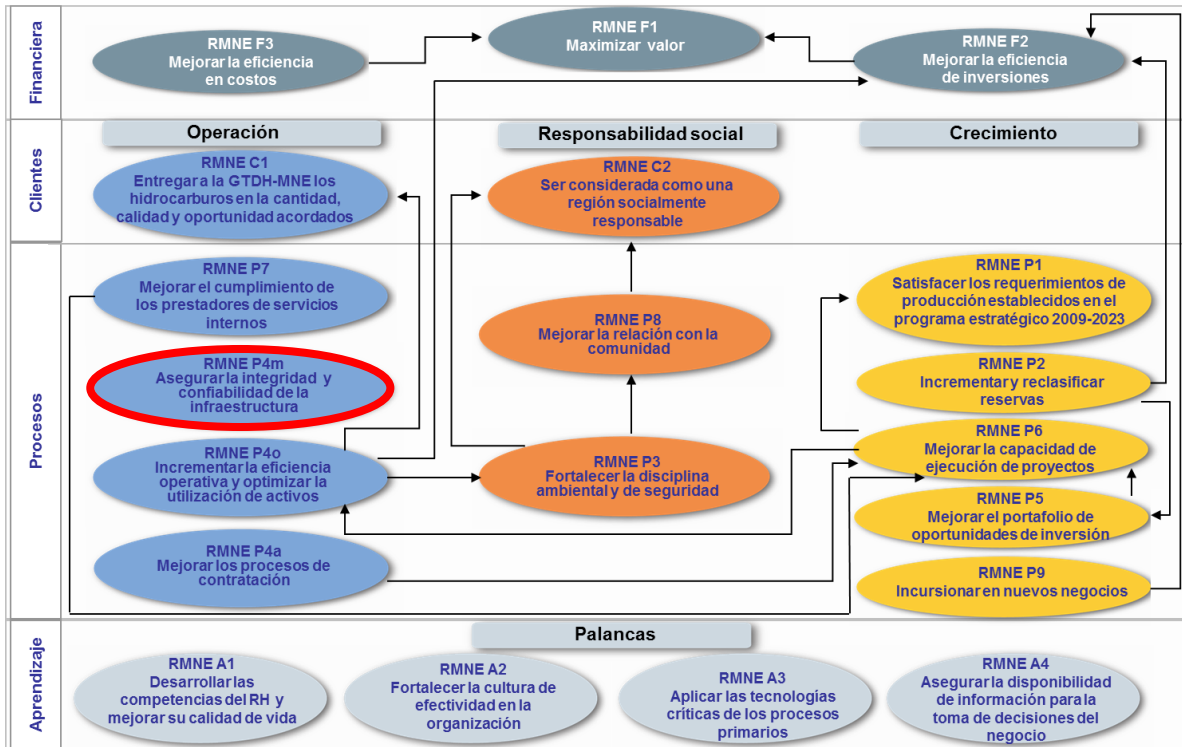 Financiera
RMNE F3
Mejorar la eficiencia
en costos
RMNE F1
Maximizar valor
RMNE F2
Mejorar la eficiencia
de inversiones
Operación
Responsabilidad social
Crecimiento
Clientes
RMNE C1
Entregar a la GTDH-MNE los
hidrocarburos en la cantidad,
calidad y oportunidad acordados
RMNE C2
Ser considerada como una
región socialmente
responsable
Procesos
RMNE P7
Mejorar el cumplimiento de
los prestadores de servicios
internos
RMNE P4m
Asegurar la integridad y
confiabilidad de la
infraestructura
RMNE P4o
Incrementar la eficiencia
operativa y optimizar la
utilización de activos
RMNE P4a
Mejorar los procesos de
contratación
RMNE P8
Mejorar la relación con la
comunidad
RMNE P3
Fortalecer la disciplina
ambiental y de seguridad
RMNE P1
Satisfacer los requerimientos de
producción establecidos en el
programa estratégico 2009-2023
RMNE P2
Incrementar y reclasificar
reservas
RMNE P6
Mejorar la capacidad de
ejecución de proyectos
RMNE P5
Mejorar el portafolio de
oportunidades de inversión
RMNE P9
Incursionar en nuevos negocios
Aprendizaje
Palancas
RMNE A1
Desarrollar las
competencias del RH y
mejorar su calidad de vida
RMNE A2
Fortalecer la cultura de
efectividad en la
organización
RMNE A3
Aplicar las tecnologías
críticas de los procesos
primarios
RMNE A4
Asegurar la disponibilidad
de información para la
toma de decisiones del
negocio